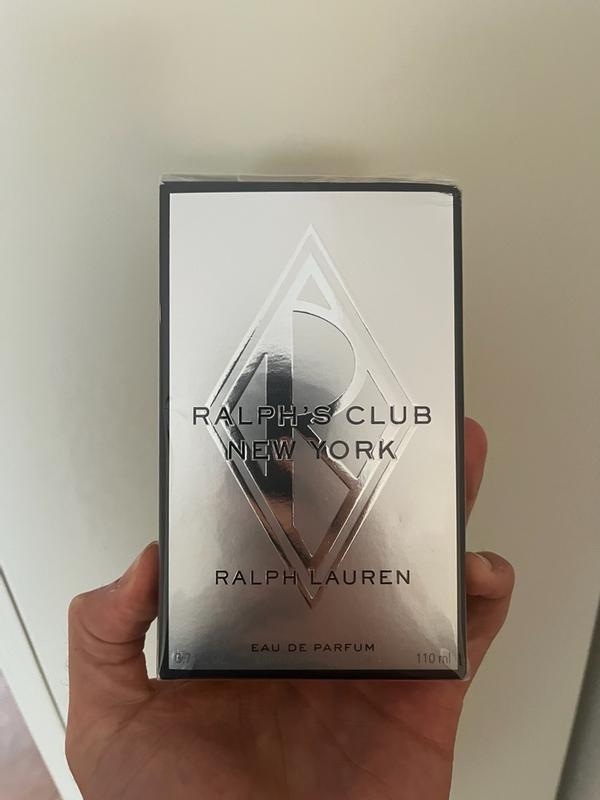 R
RALPH'S CLUB
NEW YORK
RALPH LAUREN
EAU DE PARFUM
110 ml